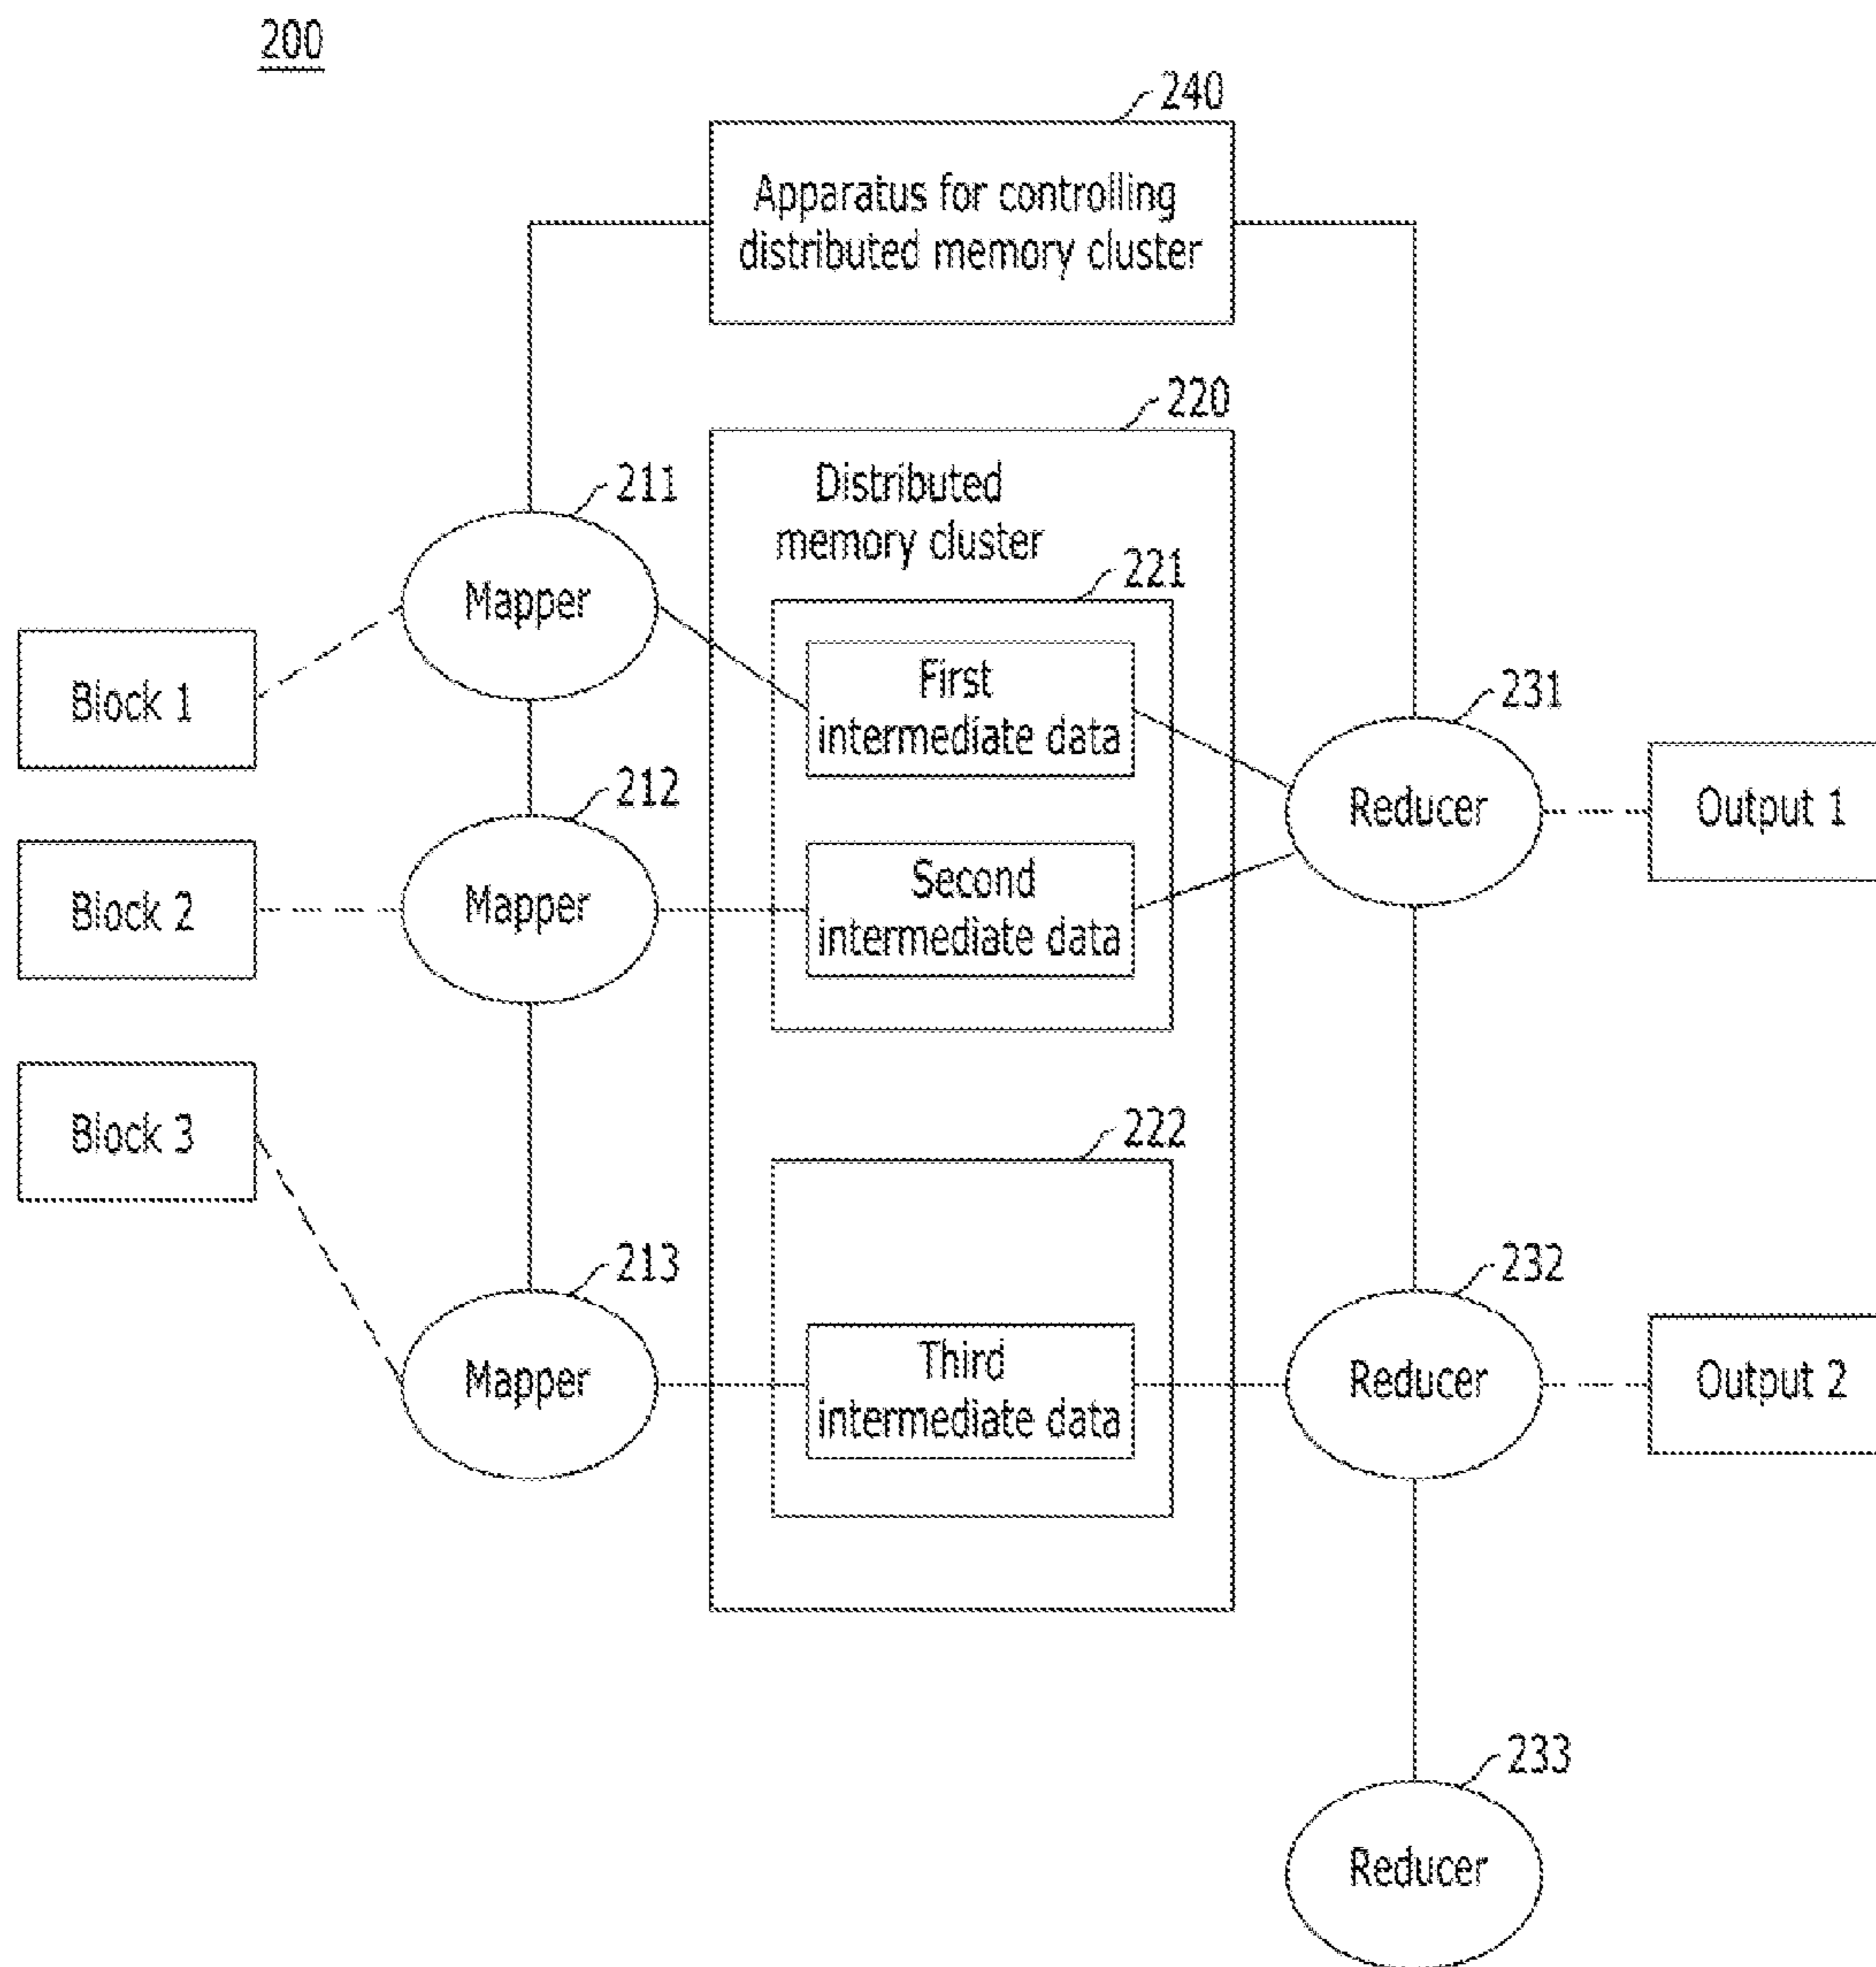 200
240
Apparatus for controlling
distributed memory cluster
220
Distributed
memory cluster
211
Mapper
221
First
intermediate data
Block 1
231
Reducer
Output 1
212
Mapper
Second
intermediate data
Block 2
Block 3
222
213
Mapper
Third
intermediate data
232
Reducer
Output 2
233
Reducer